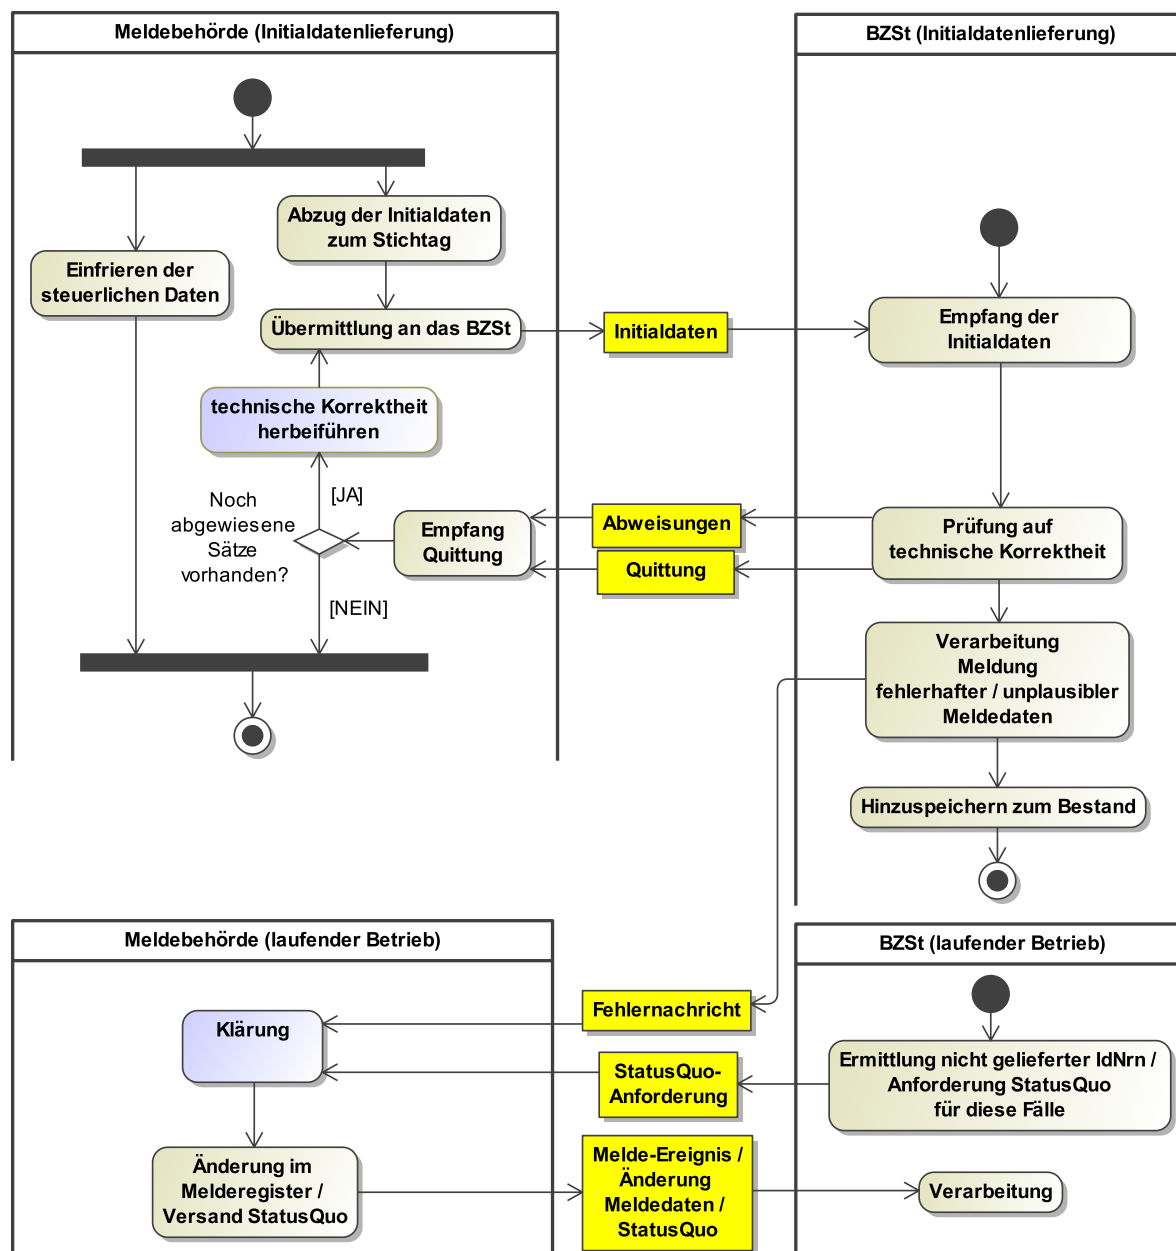 Meldebehörde (Initialdatenlieferung)
Abzug der Initialdaten
zum Stichtag
Einfrieren der
steuerlichen Daten
Übermittlung an das BZSt
technische Korrektheit
herbeiführen
[JA]
Noch
abgewiesene
Sätze
vorhanden?
Empfang
Quittung
[NEIN]
Initialdaten
Abweisungen
Quittung
BZSt (Initialdatenlieferung)
Empfang der
Initialdaten
Prüfung auf
technische Korrektheit
Verarbeitung
Meldung
fehlerhafter / unplausibler
Meldedaten
Hinzuspeichern zum Bestand
Meldebehörde (laufender Betrieb)
Klärung
Änderung im
Melderegister /
Versand StatusQuo
Fehlernachricht
StatusQuo-
Anforderung
Melde-Ereignis /
Änderung
Meldedaten /
StatusQuo
BZSt (laufender Betrieb)
Ermittlung nicht gelieferter IdNrn /
Anforderung StatusQuo
für diese Fälle
Verarbeitung